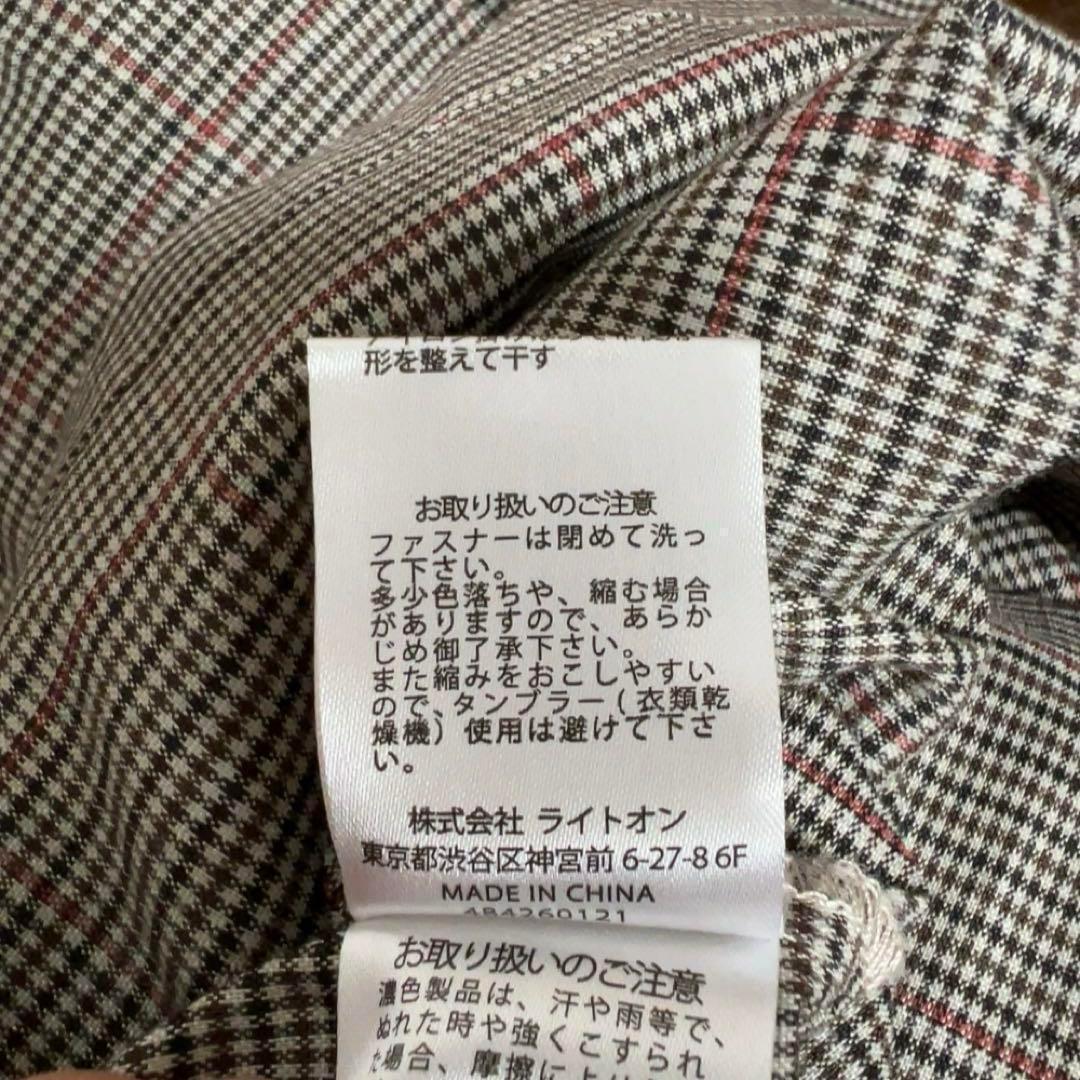 形を整えて干す
お取り扱いのご注意
ファスナーは閉めて洗っ
て下さい。
多少色落ちや、縮む場合
がありますので、あらか
じめ御了承下さい。
また縮みをおこしやすい
ので、タンブラー(衣類乾
燥機)使用は避けて下さ
い。
株式会社 ライトオン
東京都渋谷区神宮前 6-27-8 6F
MADE IN CHINA
484260121
お取り扱いのご注意
濃色製品は、汗や雨等で、
ぬれた時や強くこすられ
た場合、摩擦に